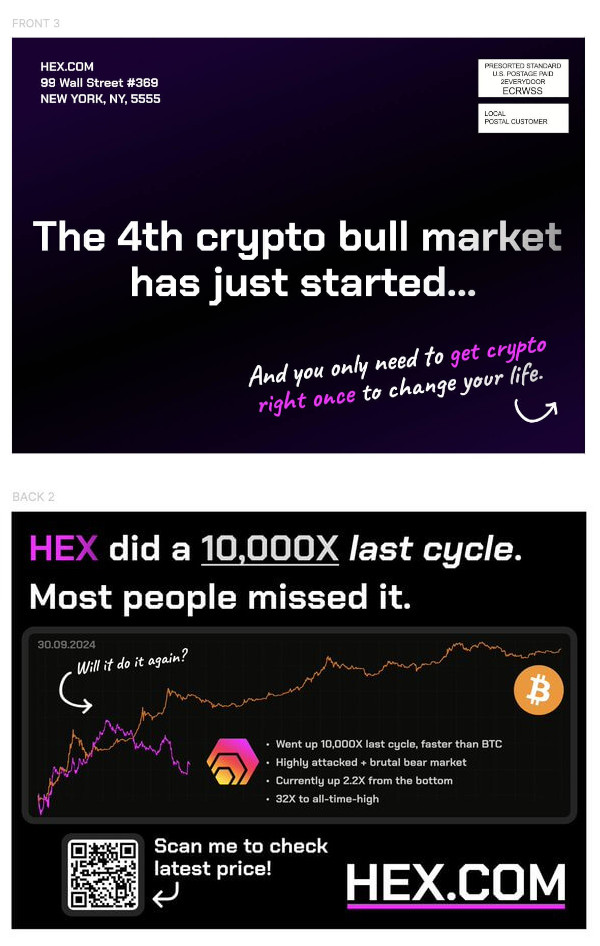 FRONT 3
HEX.COM
99 Wall Street #369
NEW YORK, NY, 5555
PRESORTED STANDARD
U.S. POSTAGE PAID
2EVERYDOOR
ECRWSS
LOCAL
POSTAL CUSTOMER
The 4th crypto bull market
has just started...
And you only need to get crypto
right once to change your life.
BACK 2
HEX did a 10,000X last cycle.
Most people missed it.
30.09.2024
Will it do it again?
• Went up 10,000X last cycle, faster than BTC
• Highly attacked + brutal bear market
• Currently up 2.2X from the bottom
• 32X to all-time-high
Scan me to check
latest price!
HEX.COM